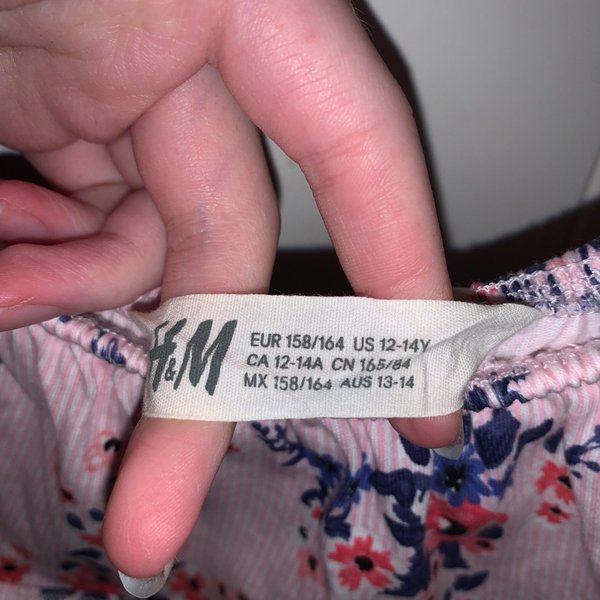 H&M
EUR 158/164 US 12-14Y
CA 12-14A CN 165/84
MX 158/164 AUS 13-14